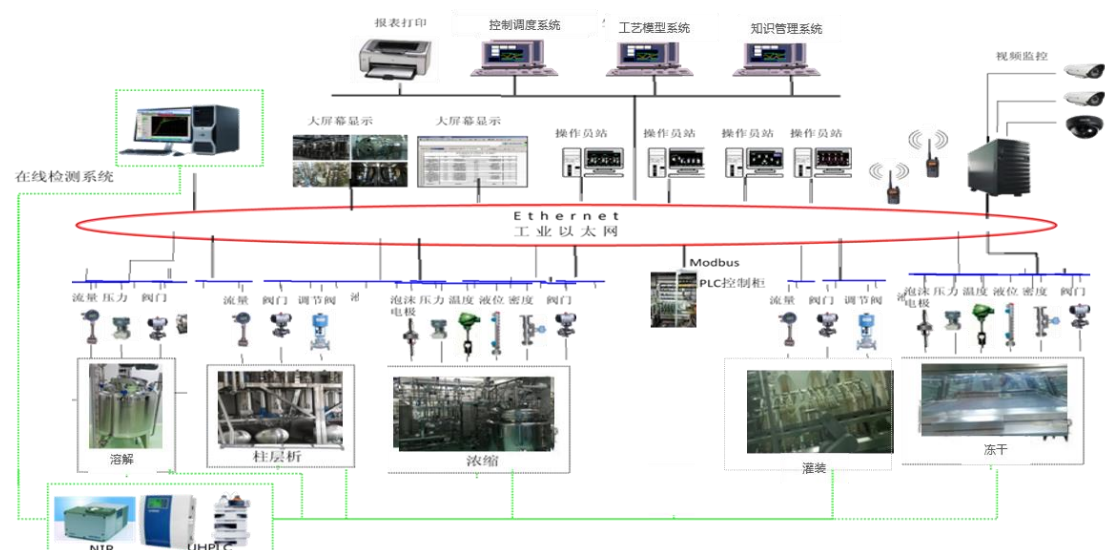 报表打印
控制调度系统
工艺模型系统
知识管理系统
视频监控
大屏幕显示
大屏幕显示
操作员站
操作员站
操作员站
操作员站
在线检测系统
Ethernet
工业以太网
Modbus
PLC控制柜
流量 压力 阀门
流量 阀门 调节阀
泡沫 压力 温度 液位 密度 阀门
电极
流量 阀门 调节阀
泡沫 压力 温度 液位 密度 阀门
电极
溶解
柱层析
浓缩
灌装
冻干
NIR
UHPLC